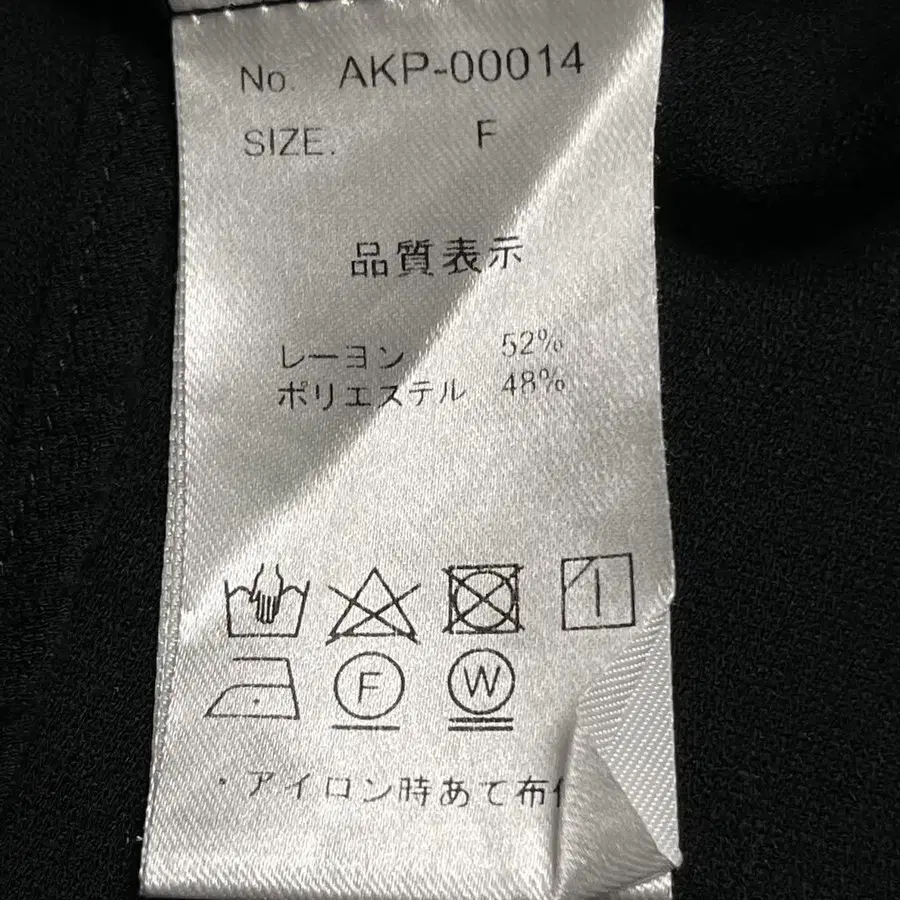 No. AKP-00014
SIZE. F
品質表示
レーヨン 52%
ポリエステル 48%
F W
・アイロン時あて布